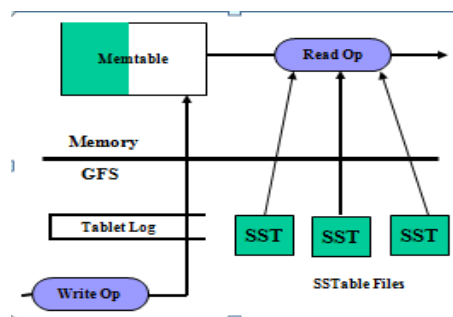 Memtable
Read Op
Memory
GFS
Tablet Log
SST
SST
SST
Write Op
SSTable Files